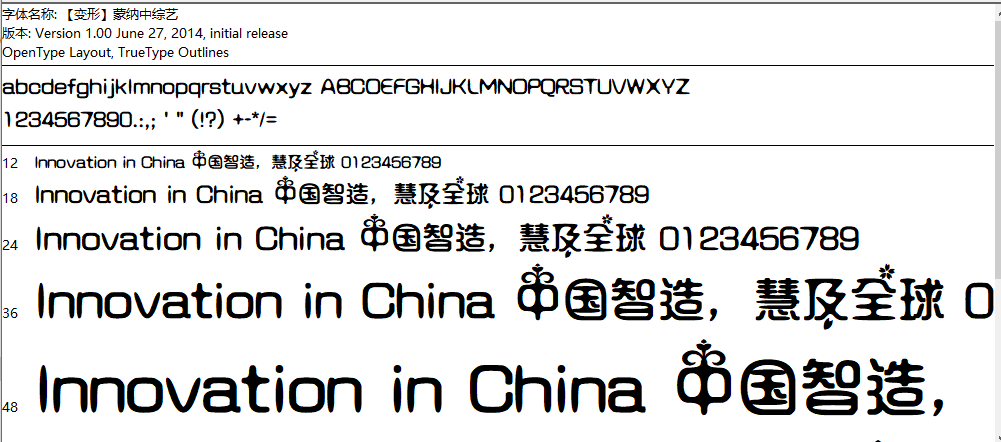 字体名称: 【变形】蒙纳中综艺
版本: Version 1.00 June 27, 2014, initial release
OpenType Layout, TrueType Outlines
abcdefghijklmnopqrstuvwxyz ABCDEFGHIJKLMNOPQRSTUVWXYZ
1234567890.:,; ' " (!?) +-*/=
12 Innovation in China 中国智造，慧及全球 0123456789
18 Innovation in China 中国智造，慧及全球 0123456789
24 Innovation in China 中国智造，慧及全球 0123456789
36 Innovation in China 中国智造，慧及全球 0
48 Innovation in China 中国智造，